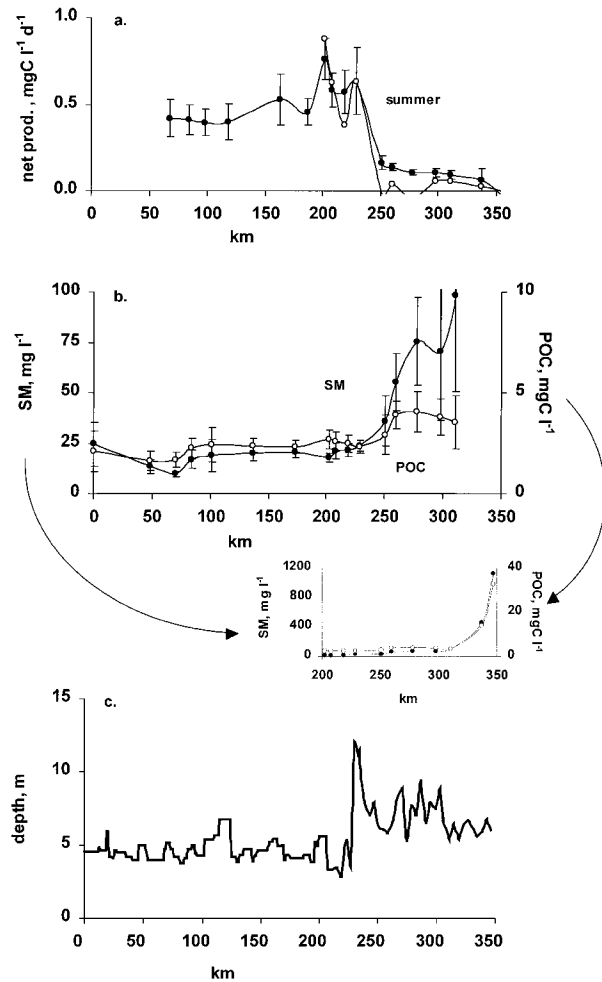 a.
1.0
0.5
0.0
net prod., mgC l-1 d-1
summer
0 50 100 150 200 250 300 350
km
b.
100
75
50
25
0
SM, mg l-1
10
5
0
POC, mgC l-1
SM
POC
0 50 100 150 200 250 300 350
km
1200
800
400
0
SM, mg l-1
40
20
0
POC, mgC l-1
200 250 300 350
km
c.
15
10
5
0
depth, m
0 50 100 150 200 250 300 350
km